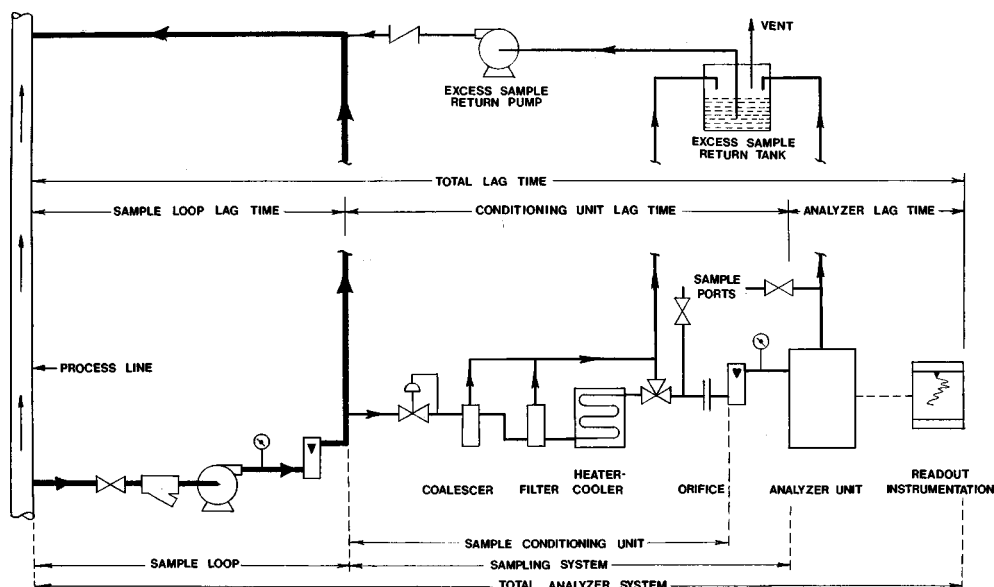 VENT
EXCESS SAMPLE
RETURN PUMP
EXCESS SAMPLE
RETURN TANK
TOTAL LAG TIME
SAMPLE LOOP LAG TIME
CONDITIONING UNIT LAG TIME
ANALYZER LAG TIME
SAMPLE
PORTS
PROCESS LINE
COALESCER
FILTER
HEATER-
COOLER
ORIFICE
ANALYZER UNIT
READOUT
INSTRUMENTATION
SAMPLE CONDITIONING UNIT
SAMPLE LOOP
SAMPLING SYSTEM
TOTAL ANALYZER SYSTEM